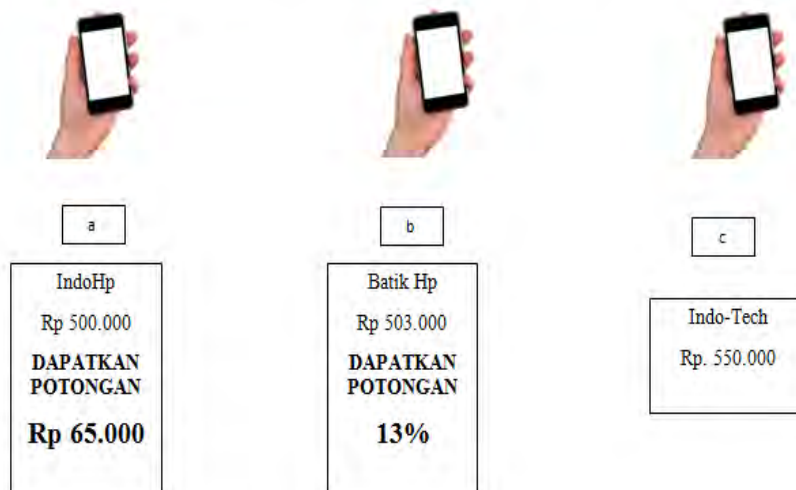 a
IndoHp
Rp 500.000
DAPATKAN
POTONGAN
Rp 65.000
b
Batik Hp
Rp 503.000
DAPATKAN
POTONGAN
13%
c
Indo-Tech
Rp. 550.000